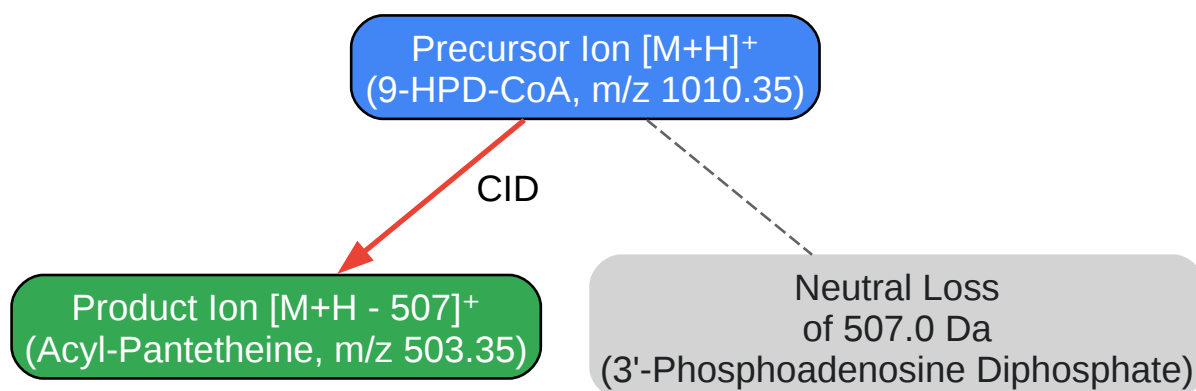 Precursor Ion [M+H]⁺
(9-HPD-CoA, m/z 1010.35)
CID
Product Ion [M+H - 507]⁺
(Acyl-Pantetheine, m/z 503.35)
Neutral Loss
of 507.0 Da
(3'-Phosphoadenosine Diphosphate)